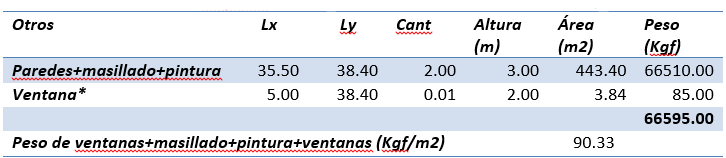 Otros Lx Ly Cant Altura (m) Área (m2) Peso (Kgf)
Paredes+masillado+pintura 35.50 38.40 2.00 3.00 443.40 66510.00
Ventana* 5.00 38.40 0.01 2.00 3.84 85.00
66595.00
Peso de ventanas+masillado+pintura+ventanas (Kgf/m2) 90.33